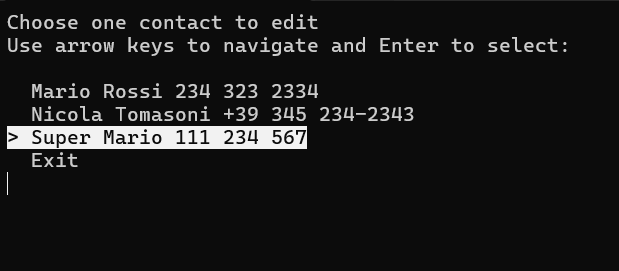 Choose one contact to edit
Use arrow keys to navigate and Enter to select:
Mario Rossi 234 323 2334
Nicola Tomasoni +39 345 234-2343
> Super Mario 111 234 567
Exit